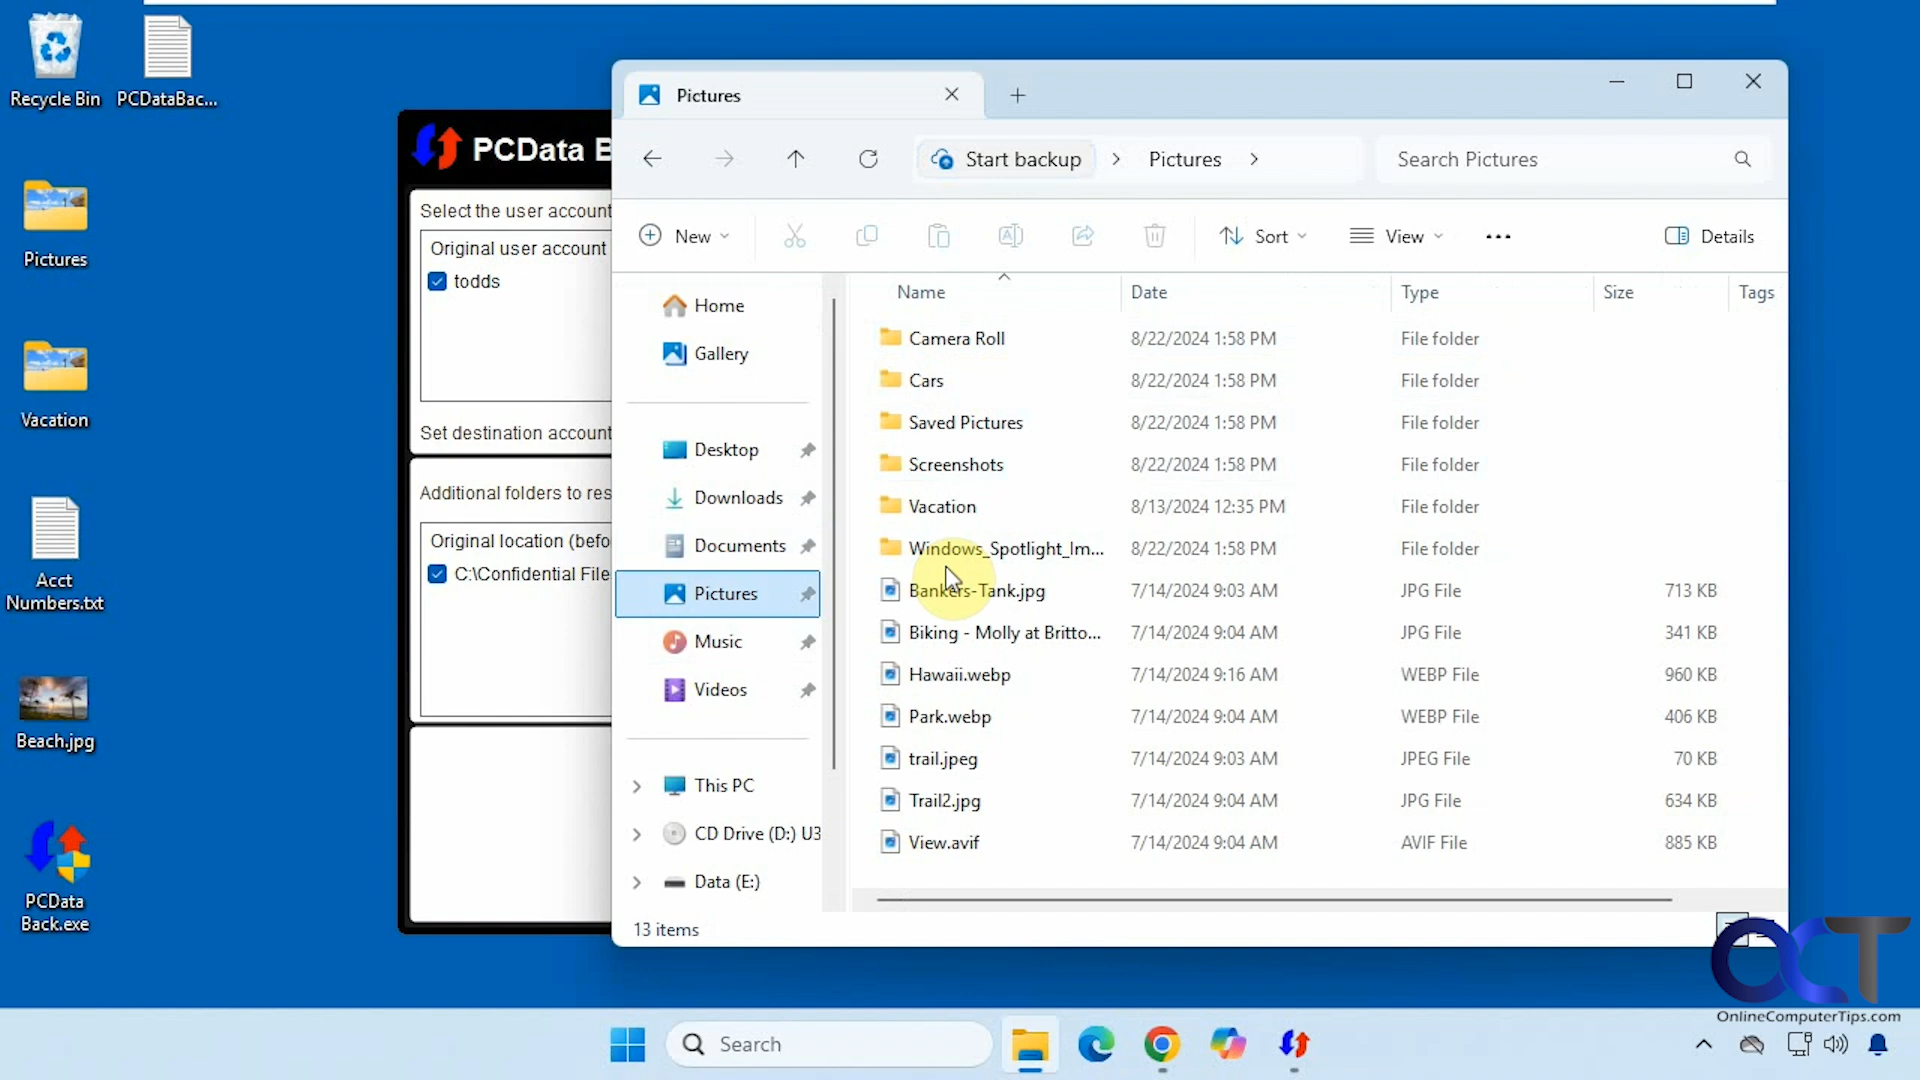 Recycle Bin
PCDataBac...
Pictures
Vacation
Acct
Numbers.txt
Beach.jpg
PCData
Back.exe
PCData B
Select the user account
Original user account
todds
Set destination account
Additional folders to res
Original location (befo
C:\Confidential File
Pictures
Start backup
Pictures
Search Pictures
New
Sort
View
Details
Home
Gallery
Desktop
Downloads
Documents
Pictures
Music
Videos
This PC
CD Drive (D:) U3
Data (E:)
Name Date Type Size Tags
Camera Roll 8/22/2024 1:58 PM File folder
Cars 8/22/2024 1:58 PM File folder
Saved Pictures 8/22/2024 1:58 PM File folder
Screenshots 8/22/2024 1:58 PM File folder
Vacation 8/13/2024 12:35 PM File folder
Windows_Spotlight_Im... 8/22/2024 1:58 PM File folder
Bankers-Tank.jpg 7/14/2024 9:03 AM JPG File 713 KB
Biking - Molly at Britto... 7/14/2024 9:04 AM JPG File 341 KB
Hawaii.webp 7/14/2024 9:16 AM WEBP File 960 KB
Park.webp 7/14/2024 9:04 AM WEBP File 406 KB
trail.jpeg 7/14/2024 9:03 AM JPEG File 70 KB
Trail2.jpg 7/14/2024 9:04 AM JPG File 634 KB
View.avif 7/14/2024 9:04 AM AVIF File 885 KB
13 items
OCT
OnlineComputerTips.com
Search